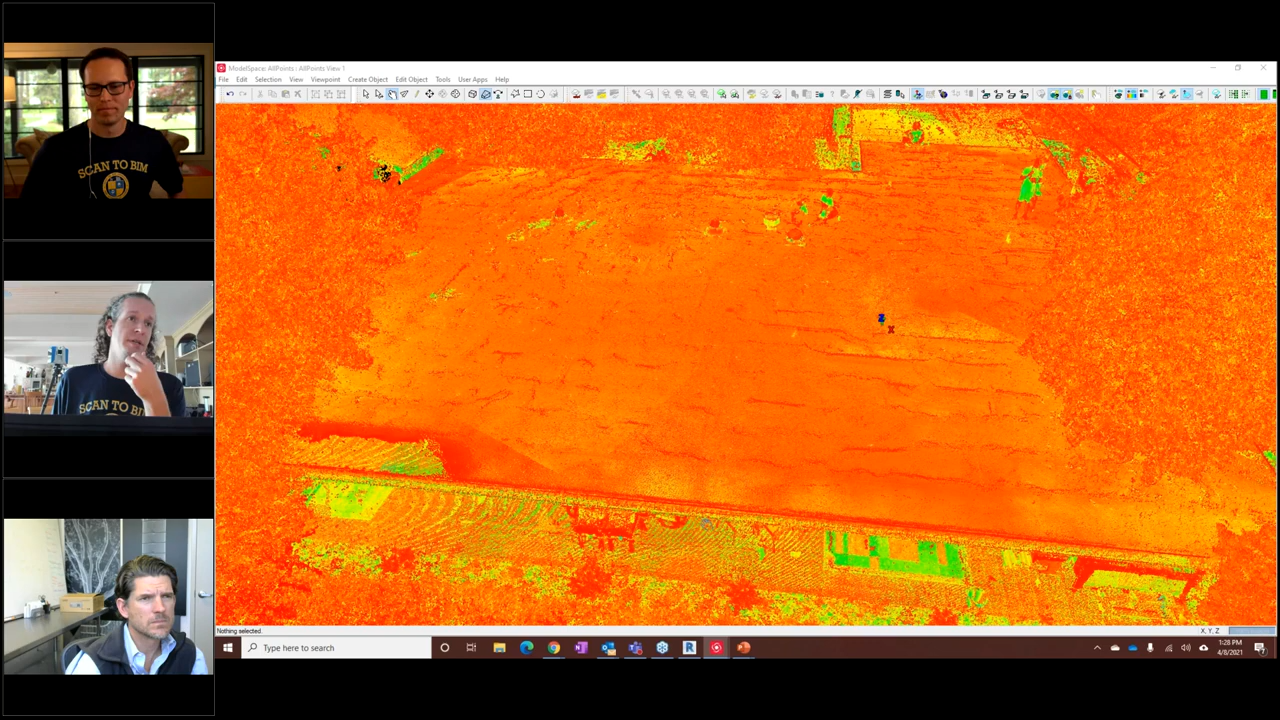 SCAN TO BIM
SCAN TO BIM
ModelSpace: AllPoints : AllPoints View 1
File Edit Selection View Viewpoint Create Object Edit Object Tools User Apps Help
Z
X
Nothing selected.
X, Y, Z
Type here to search
R
1:28 PM
4/8/2021